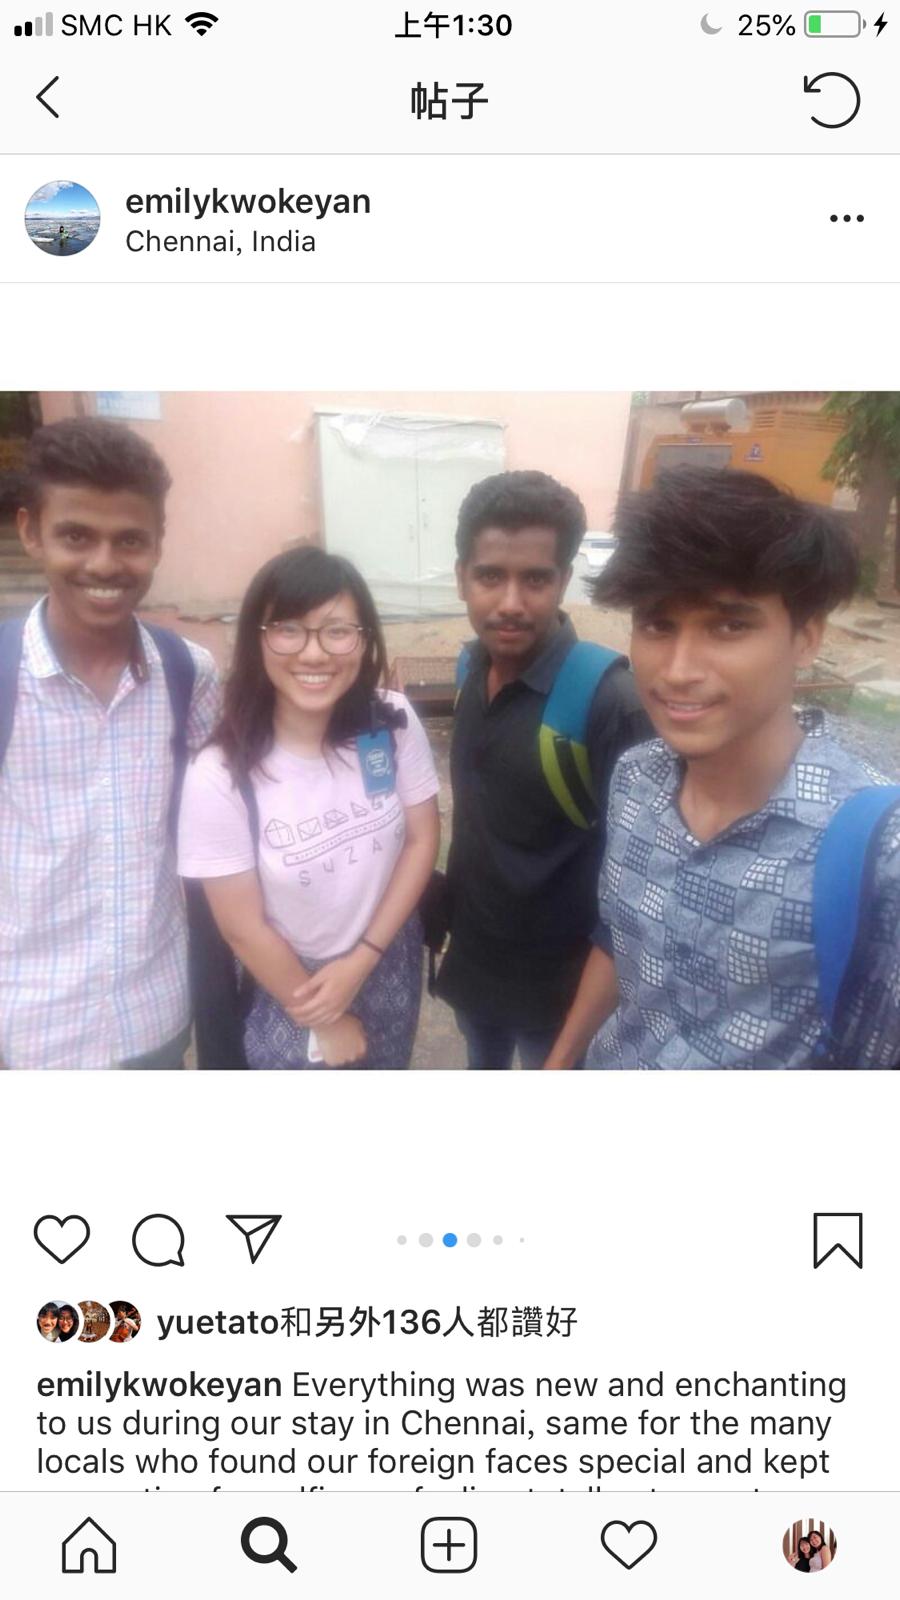 SMC HK
上午1:30
25%
帖子
emilykwokeyan
Chennai, India
SUZA
yuetato和另外136人都讚好
emilykwokeyan Everything was new and enchanting
to us during our stay in Chennai, same for the many
locals who found our foreign faces special and kept